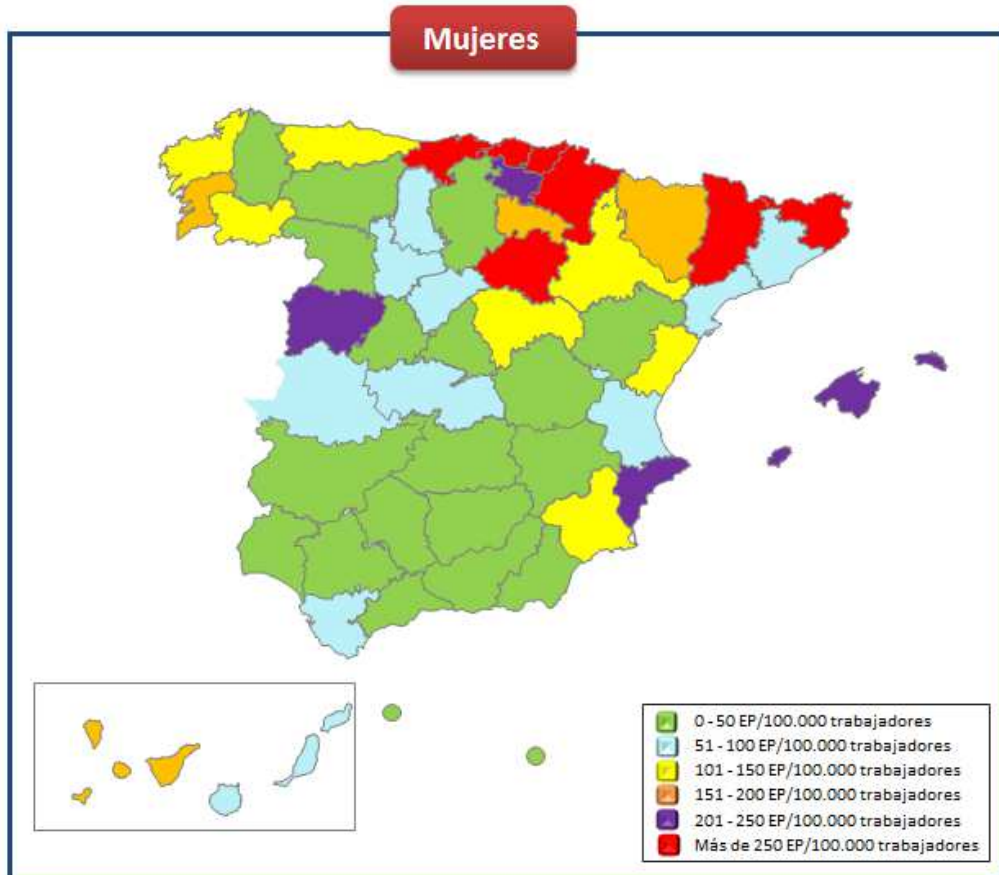 Mujeres
0 - 50 EP/100.000 trabajadores
51 - 100 EP/100.000 trabajadores
101 - 150 EP/100.000 trabajadores
151 - 200 EP/100.000 trabajadores
201 - 250 EP/100.000 trabajadores
Más de 250 EP/100.000 trabajadores